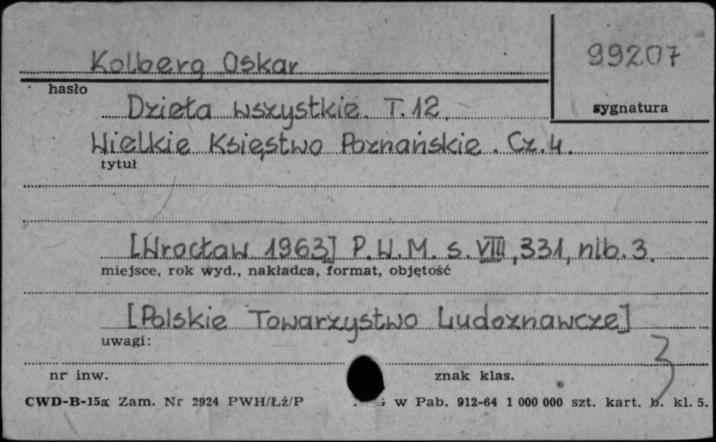 Kolberg Oskar
99207
hasło
sygnatura
Dzieła wszystkie. T.12.
Wielkie Księstwo Poznańskie. Cz.4.
tytuł
[Wrocław 1963] P.W.M. s. VIII, 331, nlb. 3.
miejsce, rok wyd., nakładca, format, objętość
[Polskie Towarzystwo Ludoznawcze]
uwagi:
3
nr inw.
znak klas.
CWD-B-15a Zam. Nr 2924 PWH/Łź/P w Pab. 912-64 1 000 000 szt. kart. b. kl. 5.